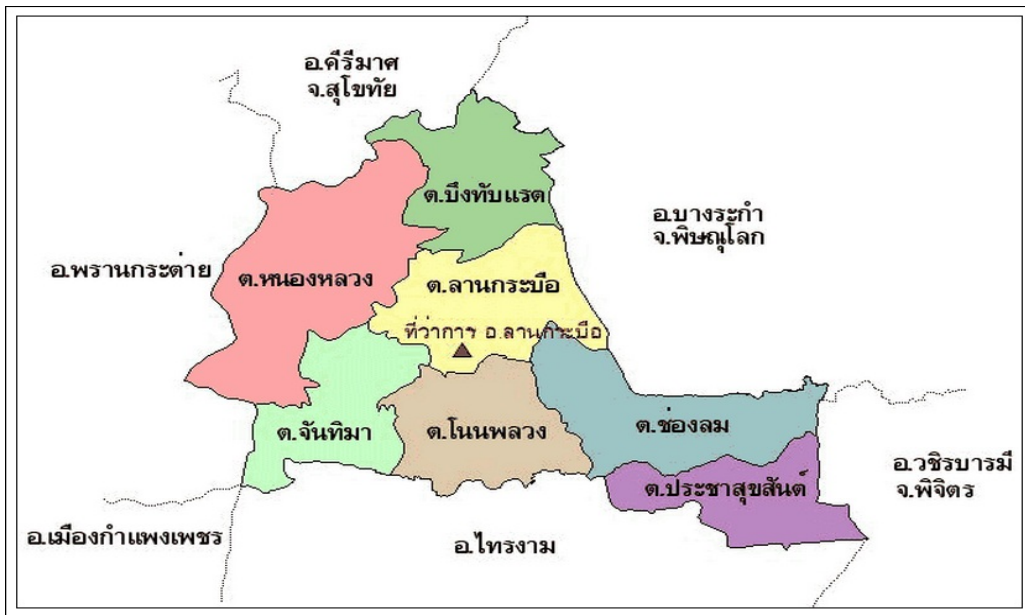 อ.คีรีมาศ
จ.สุโขทัย
ต.บึงทับแรต
อ.บางระกำ
จ.พิษณุโลก
อ.พรานกระต่าย
ต.หนองหลวง
ต.ลานกระบือ
ที่ว่าการ อ.ลานกระบือ
ต.จันทิมา
ต.โนนพลวง
ต.ช่องลม
อ.วชิรบารมี
จ.พิจิตร
ต.ประชาสุขสันต์
อ.เมืองกำแพงเพชร
อ.ไทรงาม